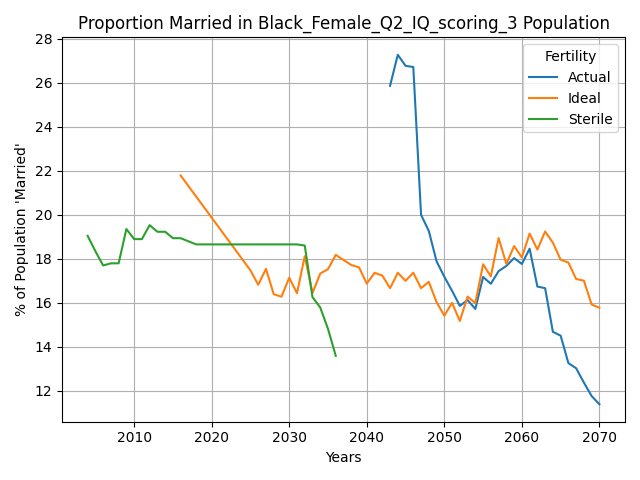 Proportion Married in Black_Female_Q2_IQ_scoring_3 Population
% of Population 'Married'
28
26
24
22
20
18
16
14
12
Fertility
Actual
Ideal
Sterile
2010 2020 2030 2040 2050 2060 2070
Years